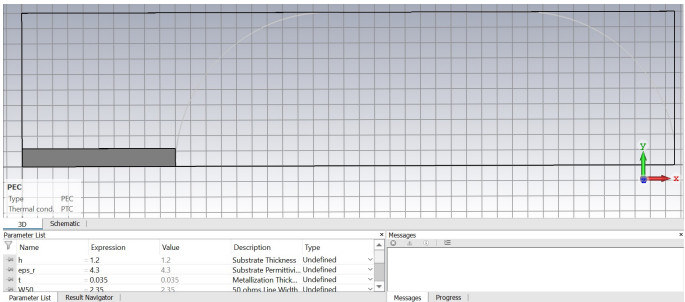 y
x
PEC
Type PEC
Thermal cond. PTC
3D Schematic
Parameter List
Messages
Name Expression Value Description Type
h = 1.2 1.2 Substrate Thickness Undefined
eps_r = 4.3 4.3 Substrate Permittivi... Undefined
t = 0.035 0.035 Metallization Thick... Undefined
W50 = 2.35 2.35 50 ohms Line Width Undefined
Parameter List Result Navigator
Messages Progress